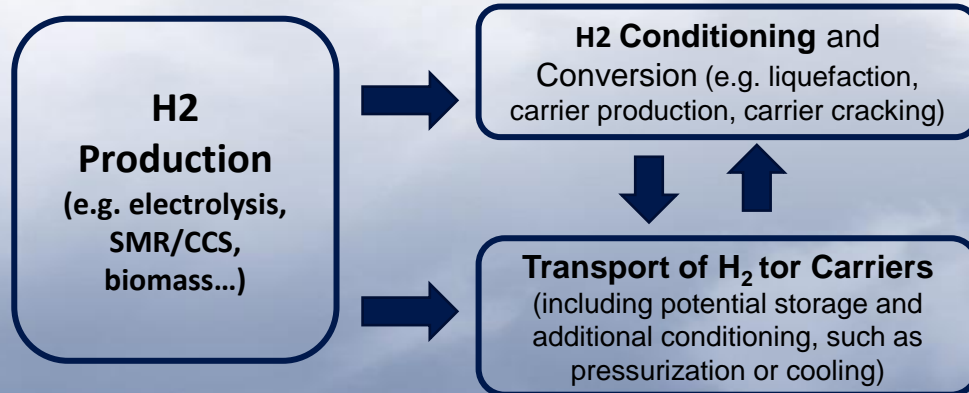 H2
Production
(e.g. electrolysis,
SMR/CCS,
biomass…)
H2 Conditioning and
Conversion (e.g. liquefaction,
carrier production, carrier cracking)
Transport of H₂ tor Carriers
(including potential storage and
additional conditioning, such as
pressurization or cooling)